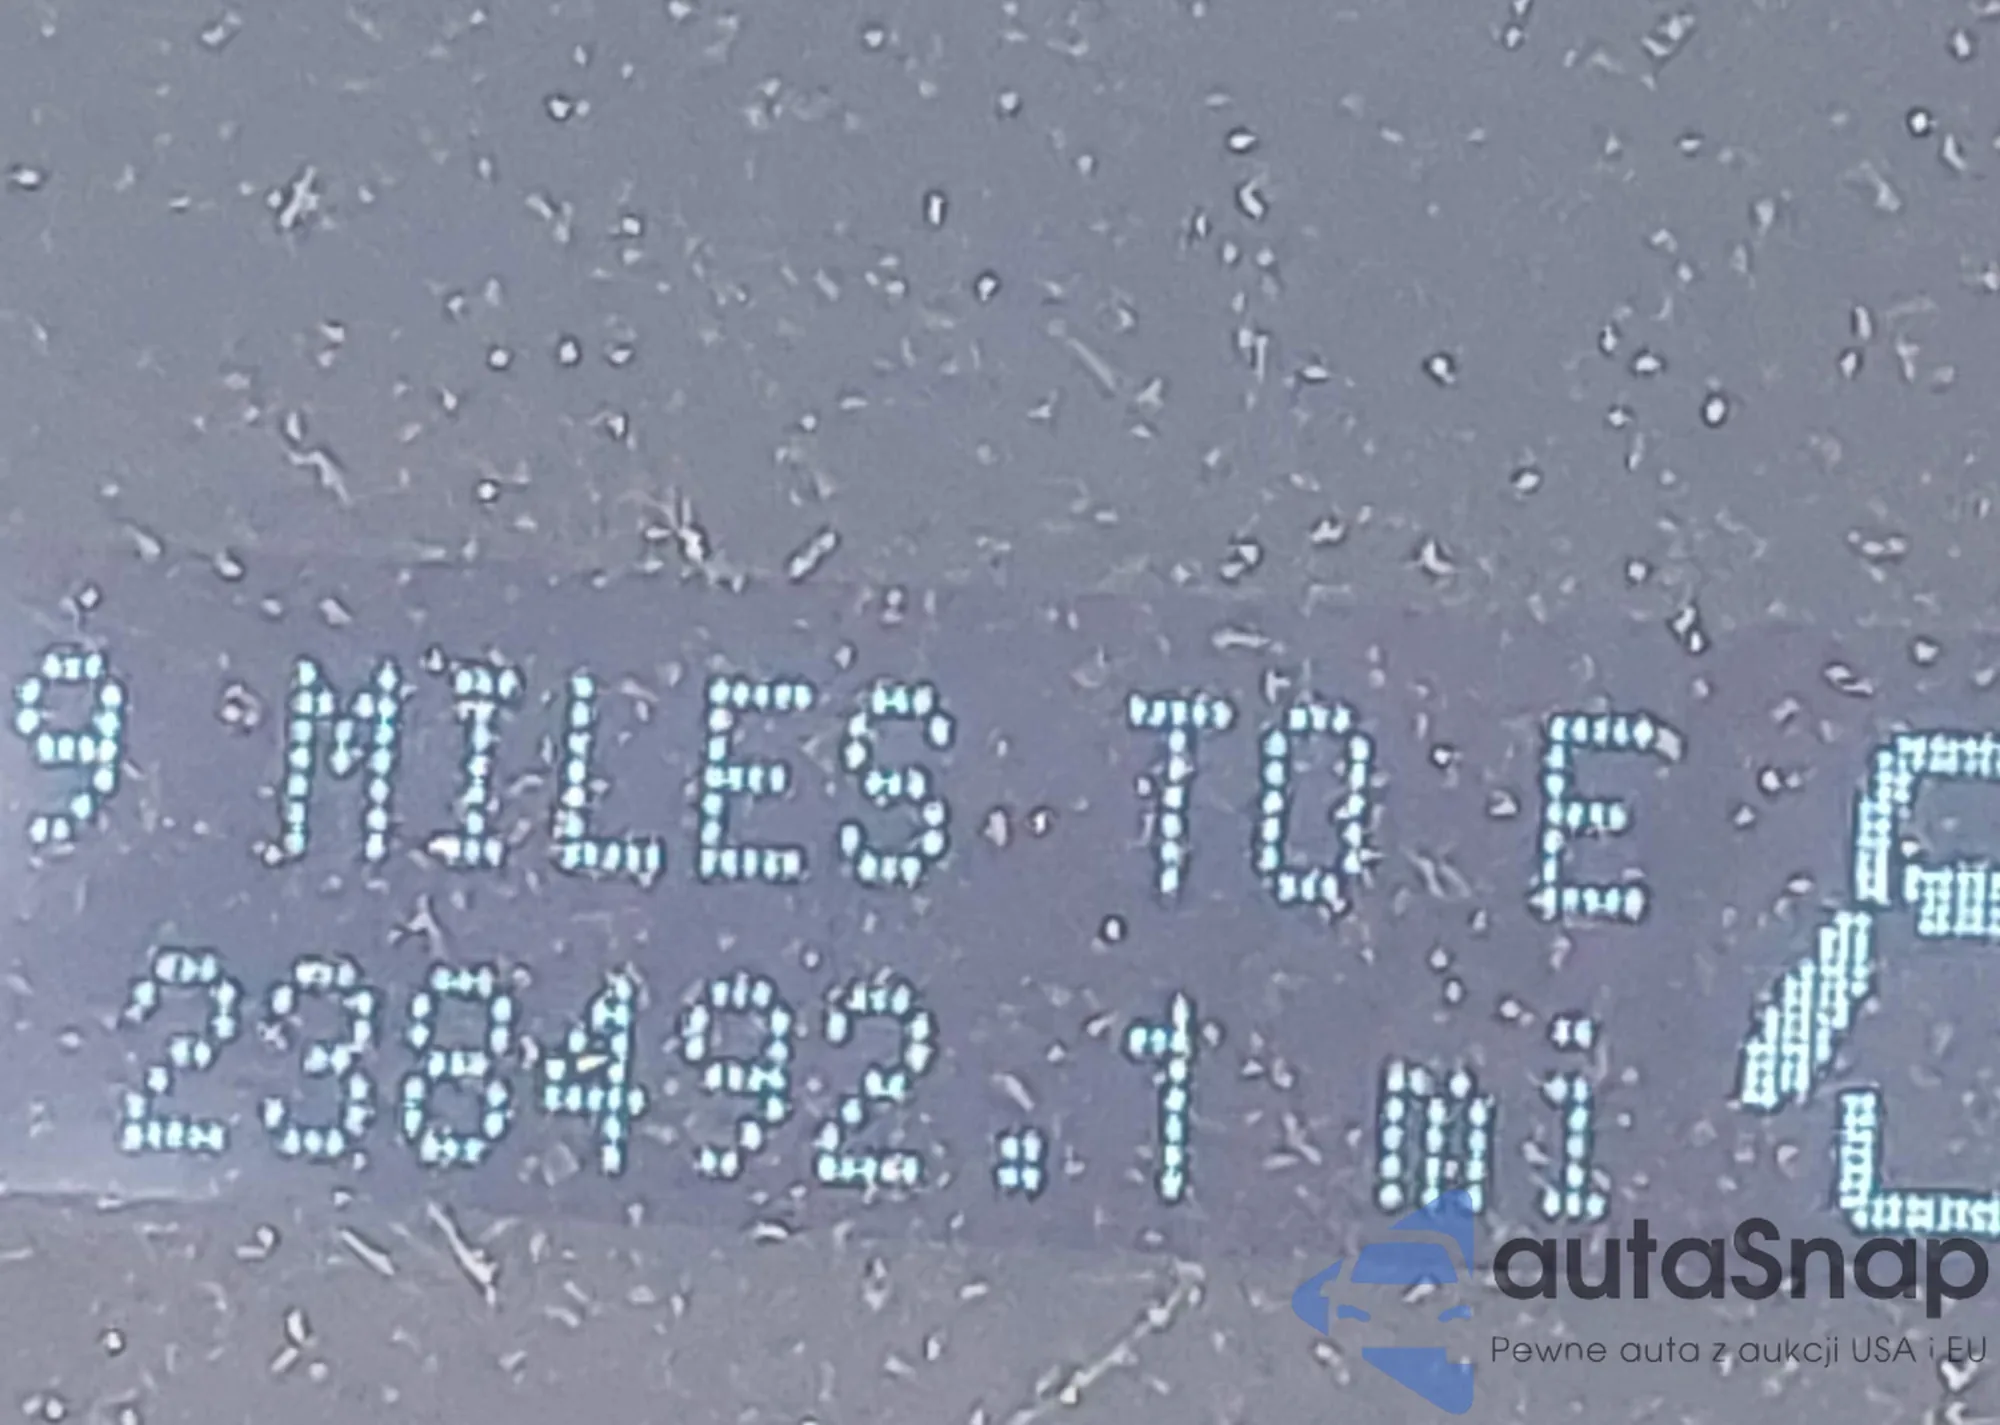 9 MILES TO E
238492.1 mi
autaSnap
Pewne auta z aukcji USA i EU